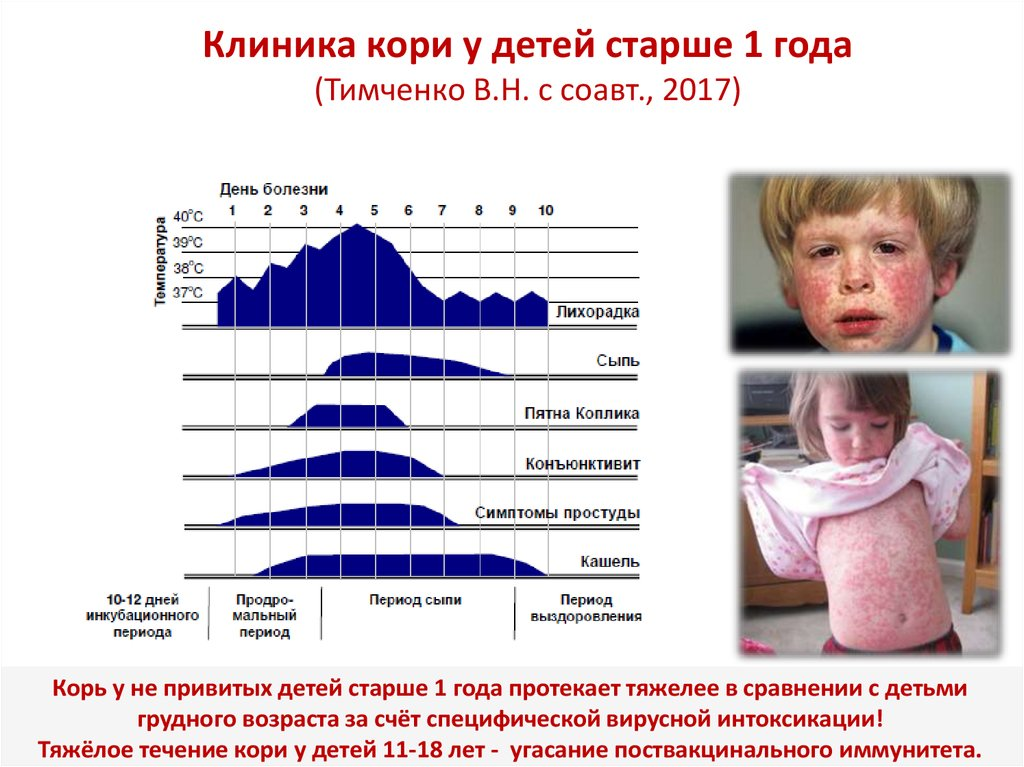 Клиника кори у детей старше 1 года
(Тимченко В.Н. с соавт., 2017)
День болезни
1 2 3 4 5 6 7 8 9 10
Температура
40°C
39°C
38°C
37°C
Лихорадка
Сыпь
Пятна Коплика
Конъюнктивит
Симптомы простуды
Кашель
10-12 дней
инкубационного
периода
Продро-
мальный
период
Период сыпи
Период
выздоровления
Корь у не привитых детей старше 1 года протекает тяжелее в сравнении с детьми
грудного возраста за счёт специфической вирусной интоксикации!
Тяжёлое течение кори у детей 11-18 лет - угасание поствакцинального иммунитета.